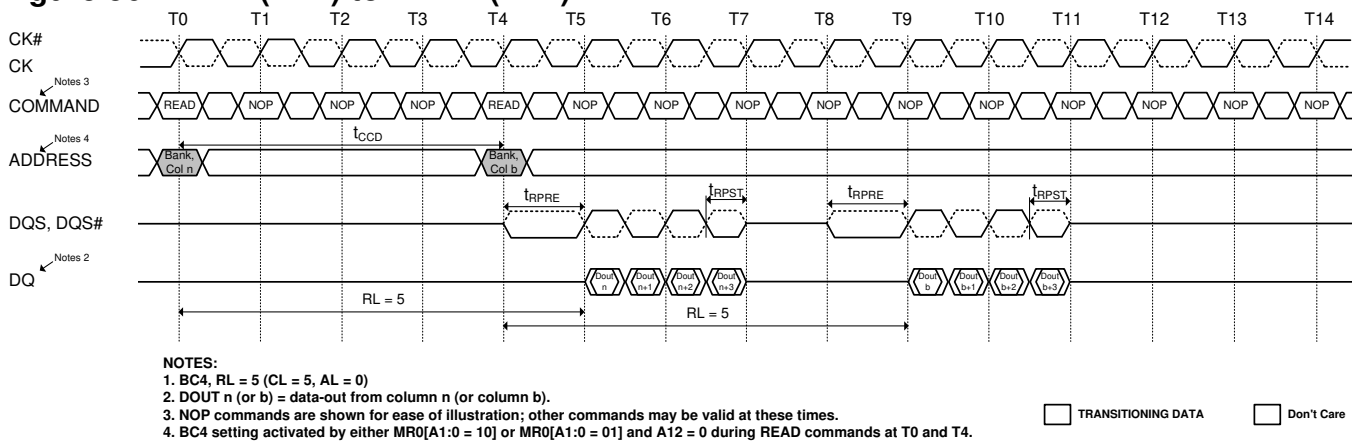 T0 T1 T2 T3 T4 T5 T6 T7 T8 T9 T10 T11 T12 T13 T14
CK#
CK
Notes 3
COMMAND READ NOP NOP NOP READ NOP NOP NOP NOP NOP NOP NOP NOP NOP NOP
tCCD
Notes 4
ADDRESS
Bank, Col n
Bank, Col b
tRPRE tRPST tRPRE tRPST
DQS, DQS#
Notes 2
DQ
Dout n
Dout n+1
Dout n+2
Dout n+3
Dout b
Dout b+1
Dout b+2
Dout b+3
RL = 5
RL = 5
NOTES:
1. BC4, RL = 5 (CL = 5, AL = 0)
2. DOUT n (or b) = data-out from column n (or column b).
3. NOP commands are shown for ease of illustration; other commands may be valid at these times.
4. BC4 setting activated by either MR0[A1:0 = 10] or MR0[A1:0 = 01] and A12 = 0 during READ commands at T0 and T4.
TRANSITIONING DATA
Don't Care